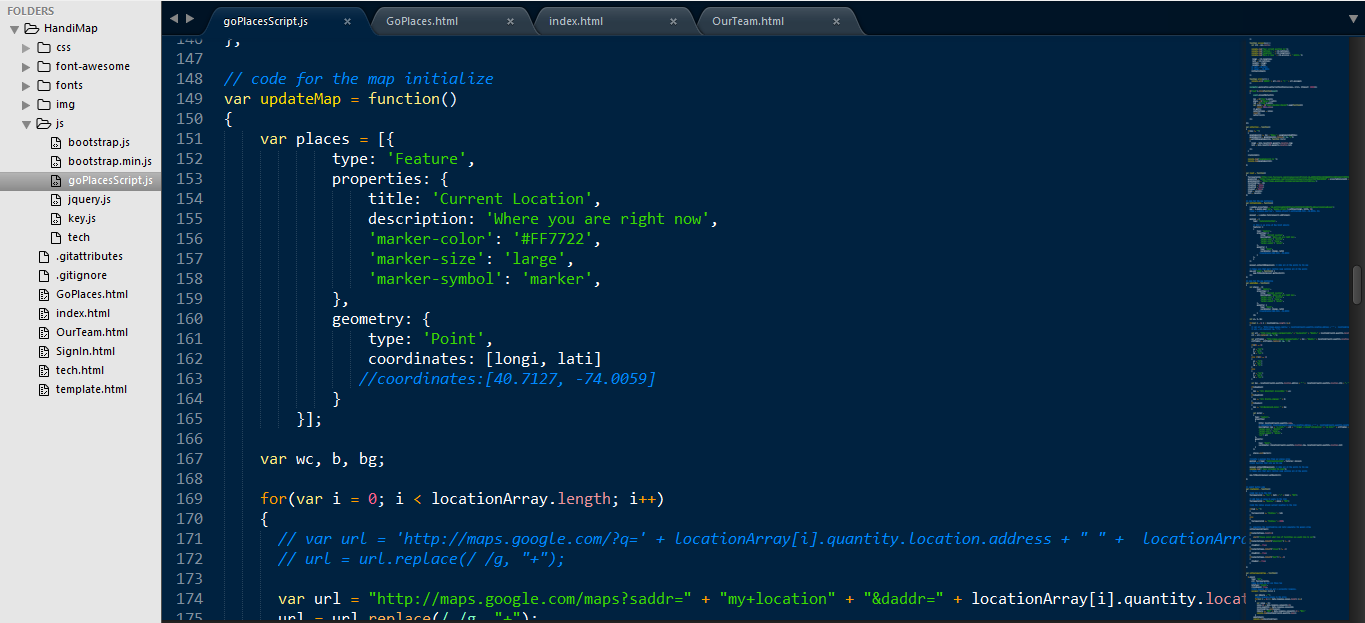 FOLDERS
HandiMap
css
font-awesome
fonts
img
js
bootstrap.js
bootstrap.min.js
goPlacesScript.js
jquery.js
key.js
tech
.gitattributes
.gitignore
GoPlaces.html
index.html
OurTeam.html
SignIn.html
tech.html
template.html
goPlacesScript.js × GoPlaces.html × index.html × OurTeam.html ×
146 },
147
148 // code for the map initialize
149 var updateMap = function()
150 {
151 var places = [{
152 type: 'Feature',
153 properties: {
154 title: 'Current Location',
155 description: 'Where you are right now',
156 'marker-color': '#FF7722',
157 'marker-size': 'large',
158 'marker-symbol': 'marker',
159 },
160 geometry: {
161 type: 'Point',
162 coordinates: [longi, lati]
163 //coordinates:[40.7127, -74.0059]
164 }
165 }];
166
167 var wc, b, bg;
168
169 for(var i = 0; i < locationArray.length; i++)
170 {
171 // var url = 'http://maps.google.com/?q=' + locationArray[i].quantity.location.address + " " + locationArr
172 // url = url.replace(/ /g, "+");
173
174 var url = "http://maps.google.com/maps?saddr=" + "my+location" + "&daddr=" + locationArray[i].quantity.locat
175 url = url.replace(/ /g, "+");